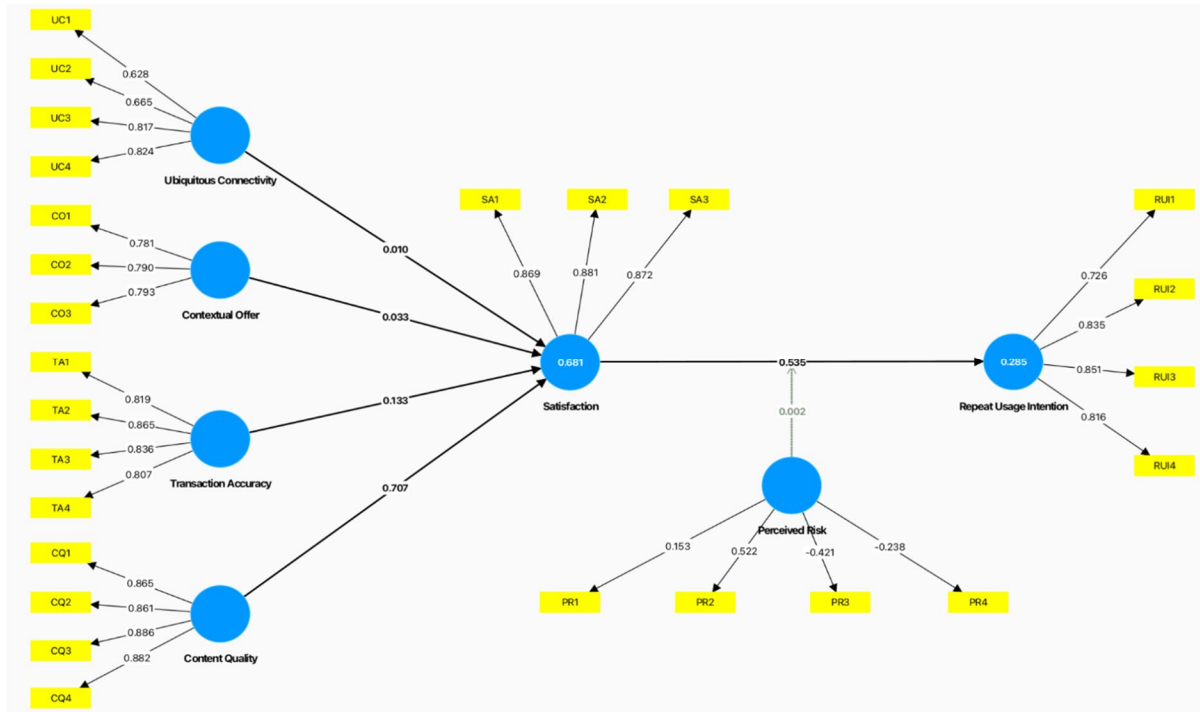 UC1
0.628
UC2
0.665
UC3
0.817
UC4
0.824
Ubiquitous Connectivity
CO1
0.781
CO2
0.790
CO3
0.793
Contextual Offer
TA1
0.819
TA2
0.865
TA3
0.836
TA4
0.807
Transaction Accuracy
CQ1
0.865
CQ2
0.861
CQ3
0.886
CQ4
0.882
Content Quality
0.010
0.033
0.133
0.707
SA1
SA2
SA3
0.869
0.881
0.872
0.681
Satisfaction
0.535
0.002
Perceived Risk
0.153
0.522
-0.421
-0.238
PR1
PR2
PR3
PR4
0.285
Repeat Usage Intention
RUI1
0.726
RUI2
0.835
RUI3
0.851
RUI4
0.816